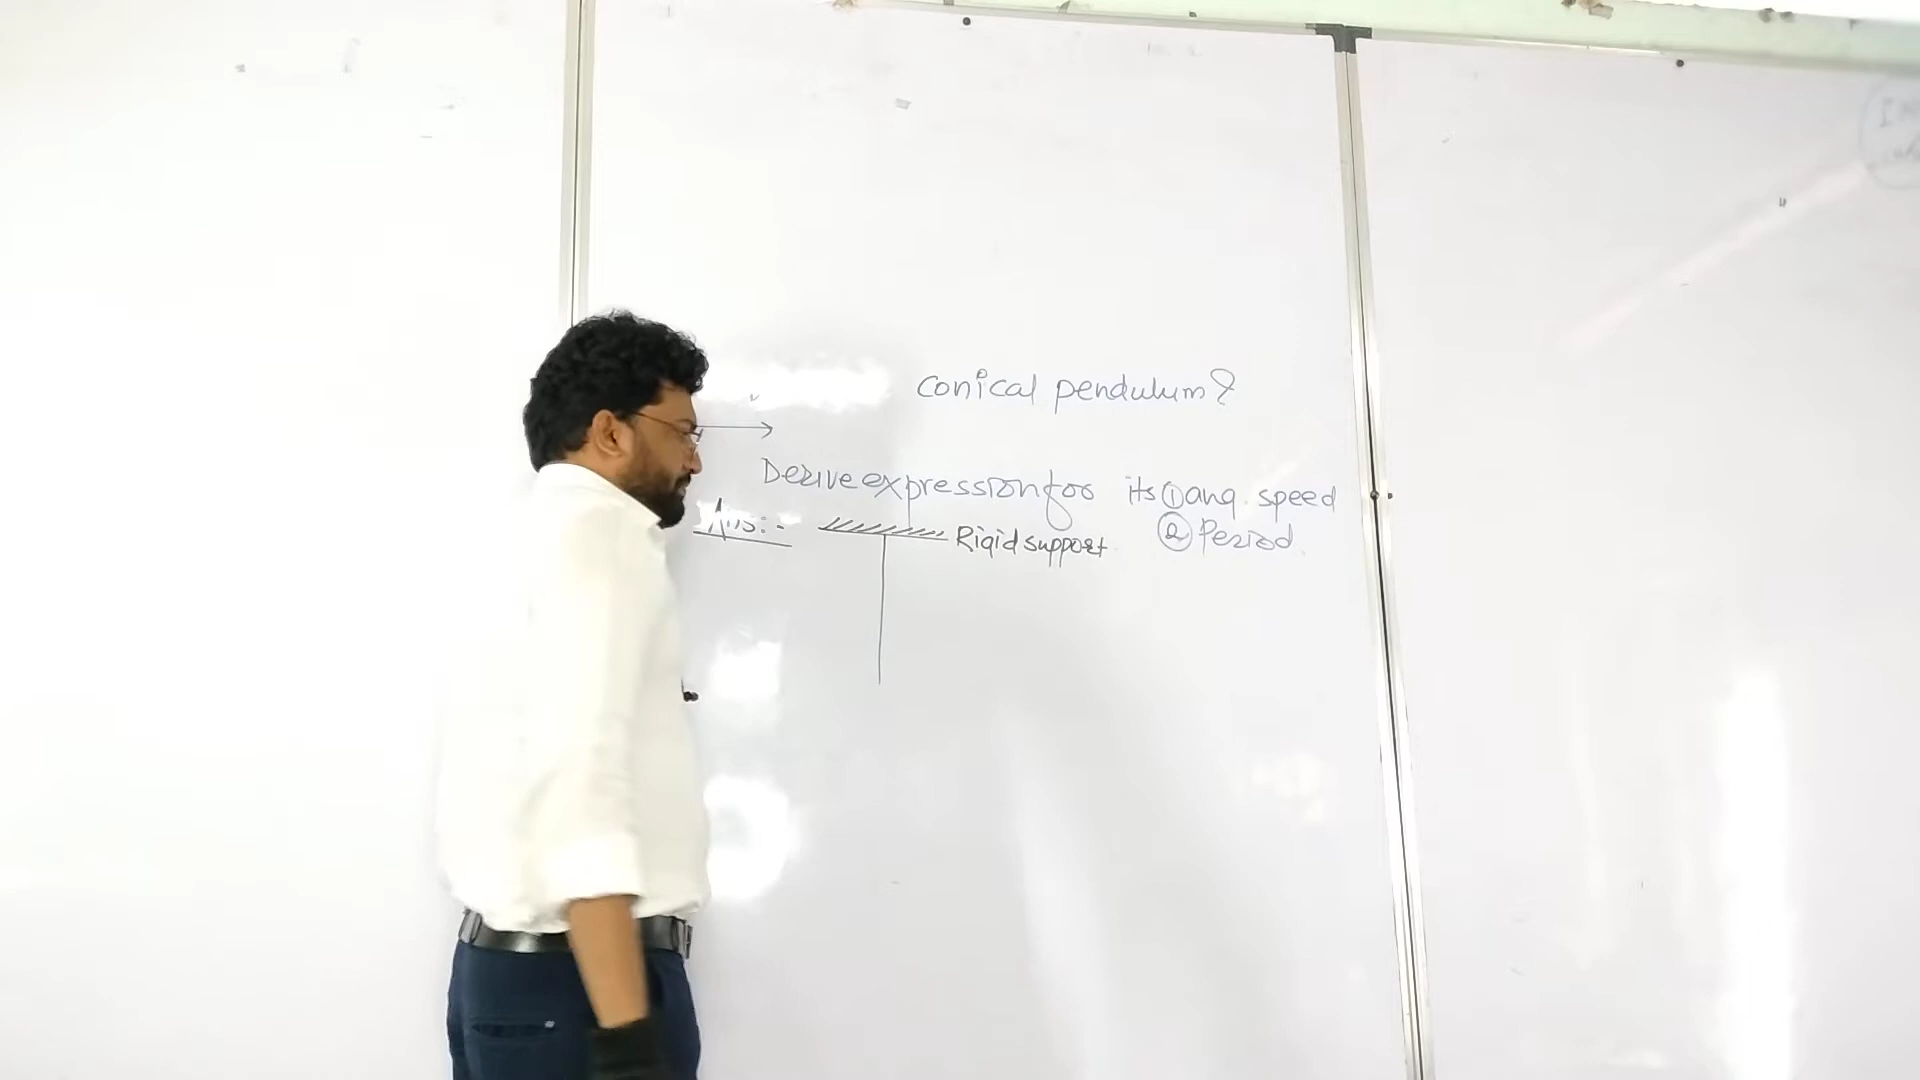 conical pendulum?
Derive expression for its ① ang. speed
② Period.
Ans:-
Rigid support